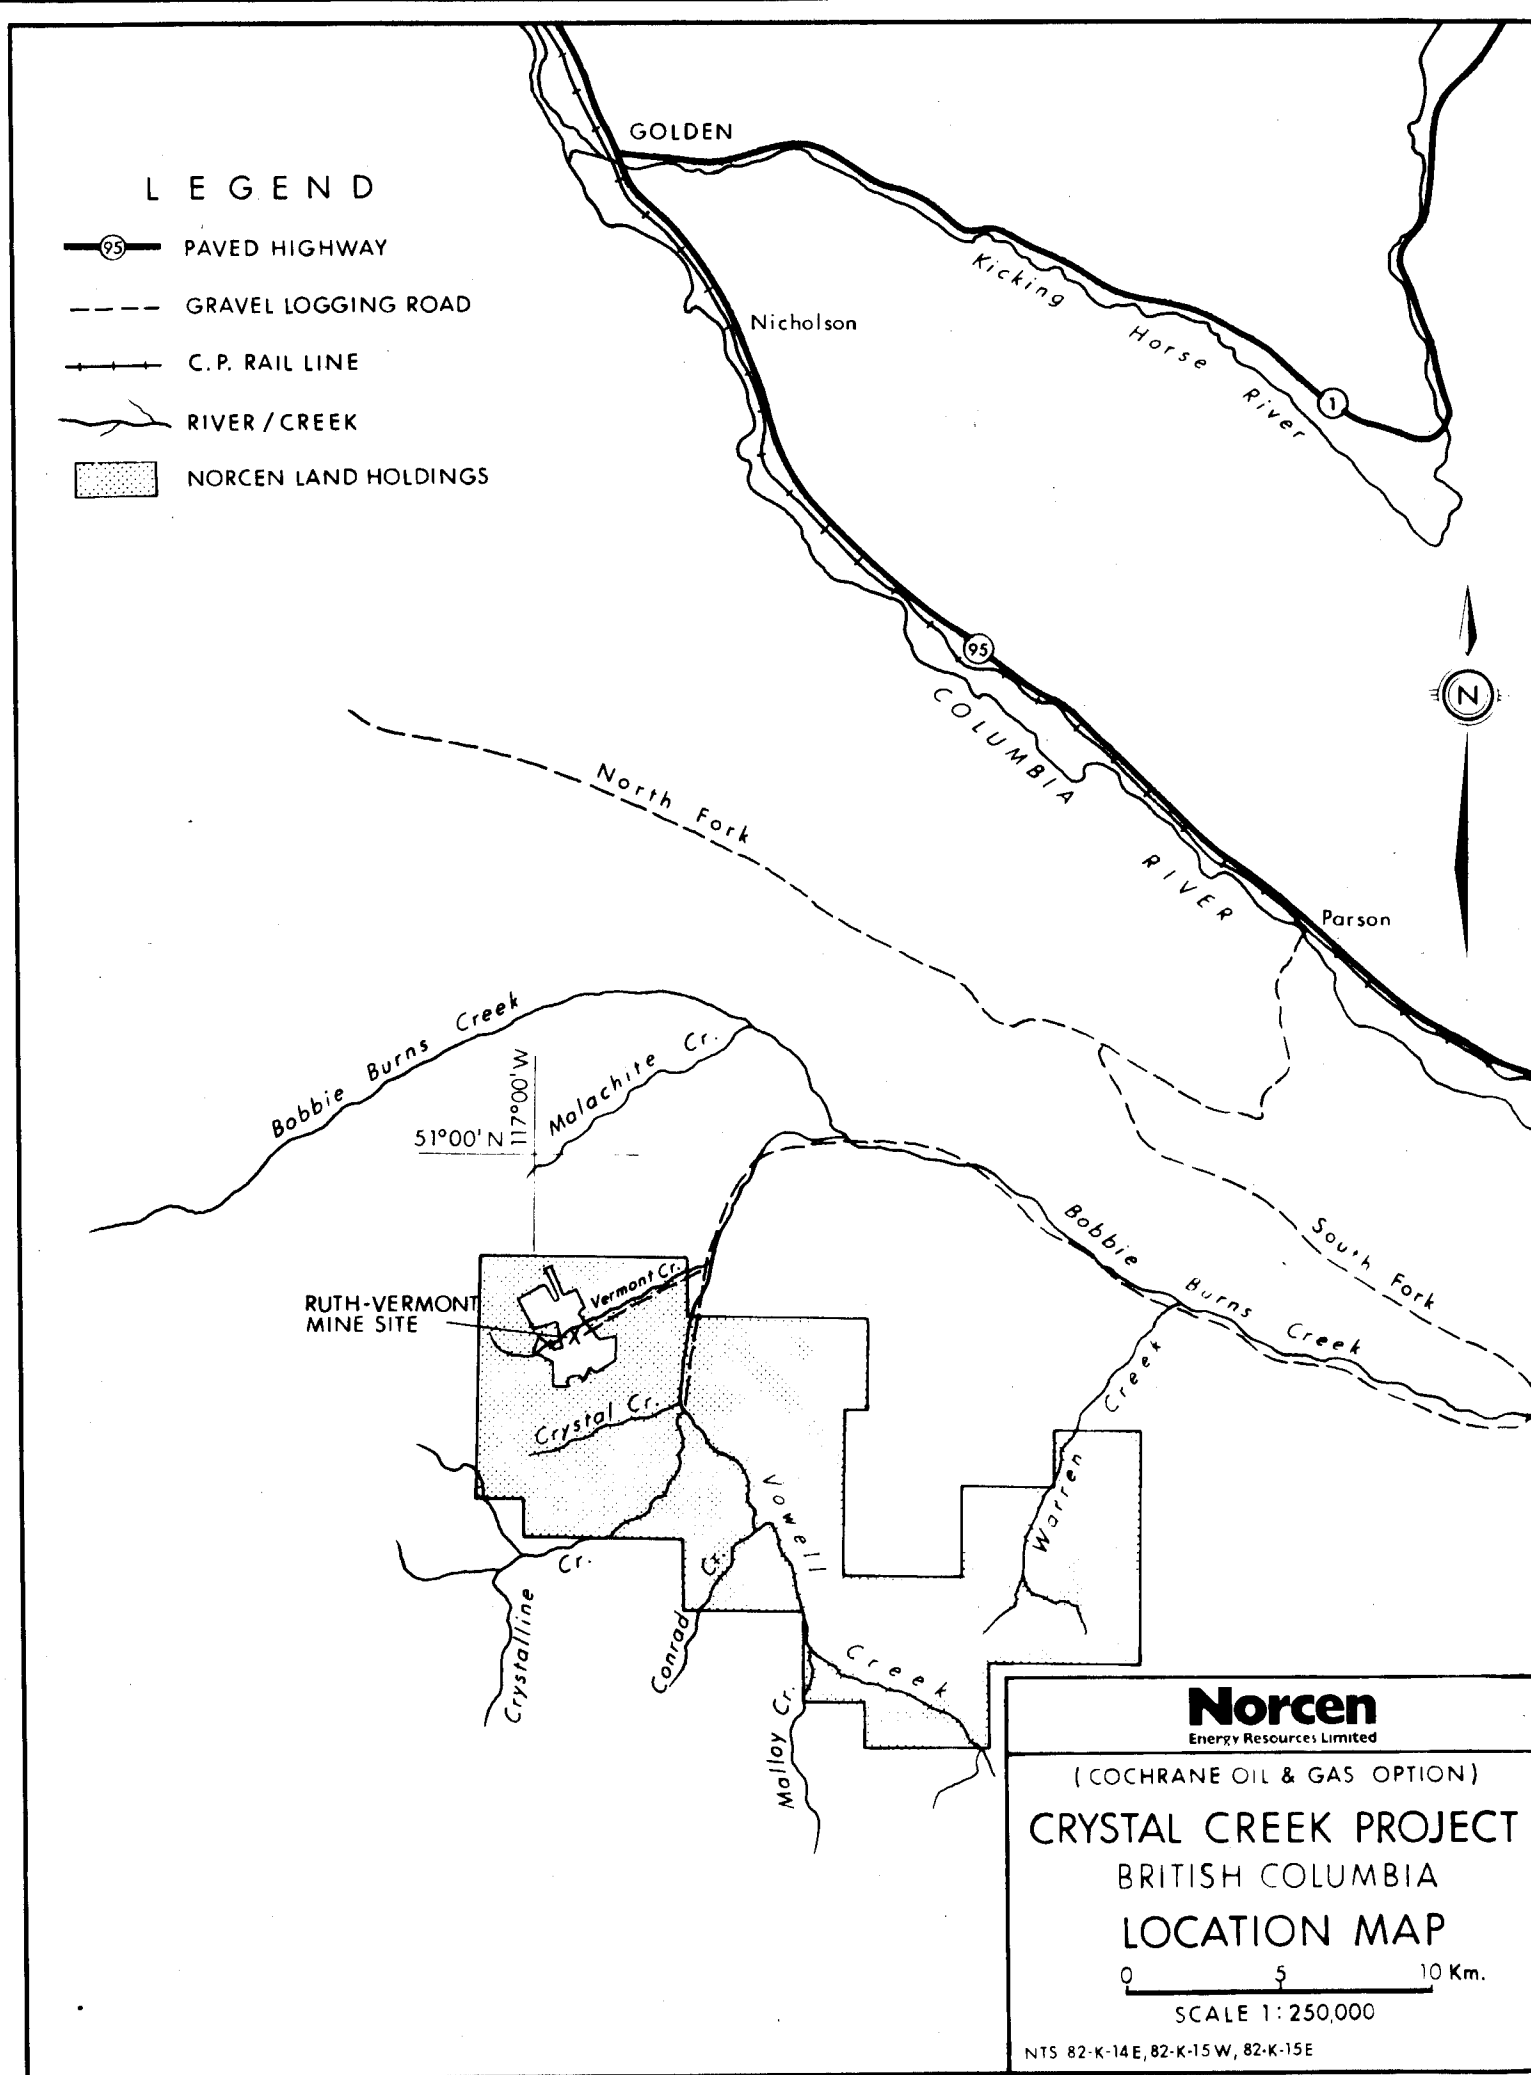 GOLDEN
L E G E N D
95 PAVED HIGHWAY
GRAVEL LOGGING ROAD
C.P. RAIL LINE
RIVER / CREEK
NORCEN LAND HOLDINGS
Kicking Horse River
1
Nicholson
95
N
COLUMBIA RIVER
North Fork
Parson
Bobbie Burns Creek
Malachite Cr.
117°00'W
51°00'N
Bobbie Burns Creek
South Fork
Vermont Cr.
RUTH-VERMONT
MINE SITE
X
Crystal Cr.
Warren Creek
Vowell Creek
Crystalline Cr.
Conrad Cr.
Malloy Cr.
Norcen
Energy Resources Limited
( COCHRANE OIL & GAS OPTION )
CRYSTAL CREEK PROJECT
BRITISH COLUMBIA
LOCATION MAP
0 5 10 Km.
SCALE 1:250,000
NTS 82-K-14E, 82-K-15W, 82-K-15E